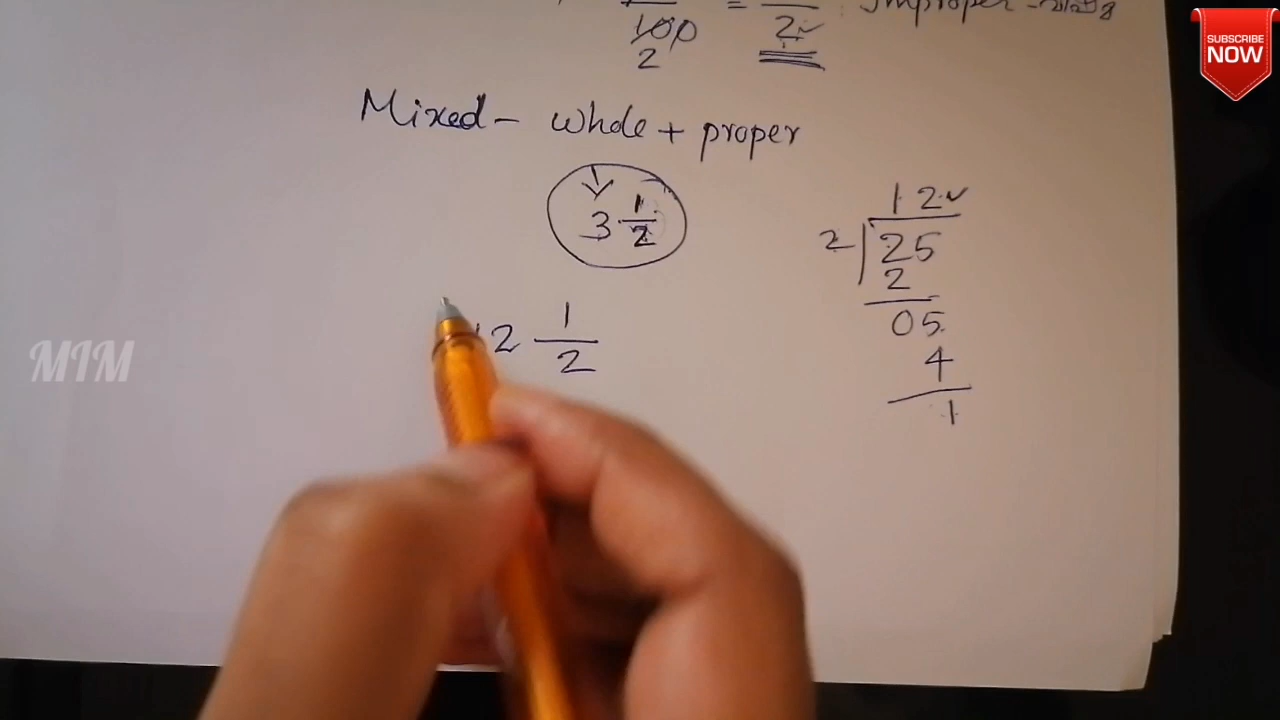 = Improper -
100 2
2
Mixed - whole + proper
3 1/2
12 1/2
12
2 25
2
05
4
1
MIM
SUBSCRIBE
NOW